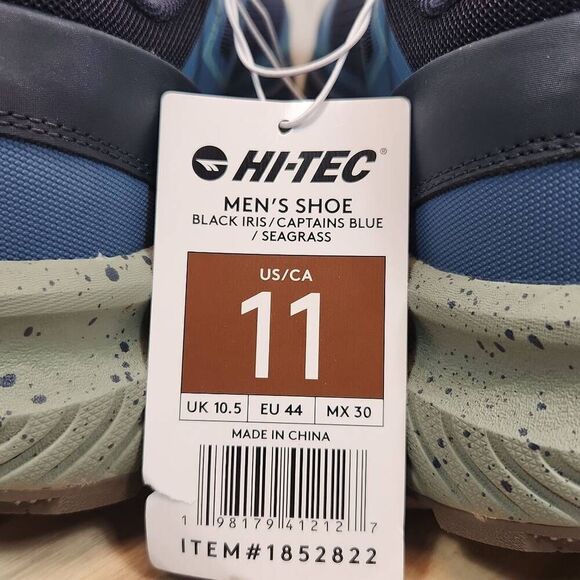 HI-TEC®
MEN'S SHOE
BLACK IRIS/CAPTAINS BLUE
/ SEAGRASS
US/CA
11
UK 10.5 EU 44 MX 30
MADE IN CHINA
1 98179 41212 7
ITEM#1852822